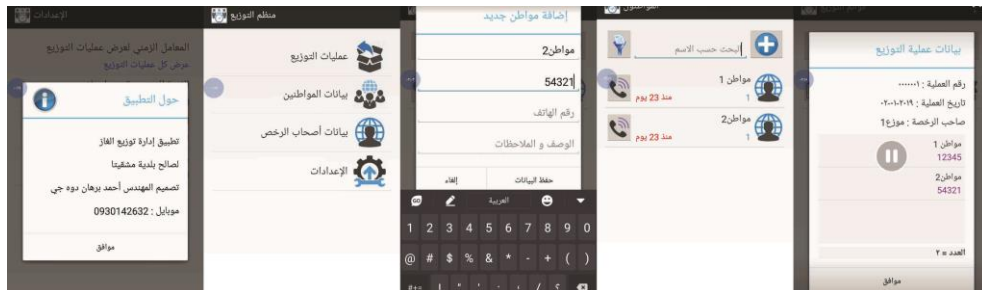 الإعدادات
المعامل الزمني لعرض عمليات التوزيع
عرض كل عمليات التوزيع
حول التطبيق
تطبيق إدارة توزيع الغاز
لصالح بلدية مشقيتا
تصميم المهندس أحمد برهان دوه جي
موبايل : 0930142632
موافق
منظم التوزيع
عمليات التوزيع
بيانات المواطنين
بيانات أصحاب الرخص
الإعدادات
إضافة مواطن جديد
مواطن2
54321
رقم الهاتف
الوصف و الملاحظات
حفظ البيانات
إلغاء
العربية
1 2 3 4 5 6 7 8 9 0
@ # $ % & * - + ( )
البحث حسب الاسم
مواطن 1
1
منذ 23 يوم
مواطن2
1
منذ 23 يوم
بيانات عملية التوزيع
رقم العملية :
تاريخ العملية :
صاحب الرخصة : موزع1
مواطن 1
12345
مواطن2
54321
العدد = ٢
موافق